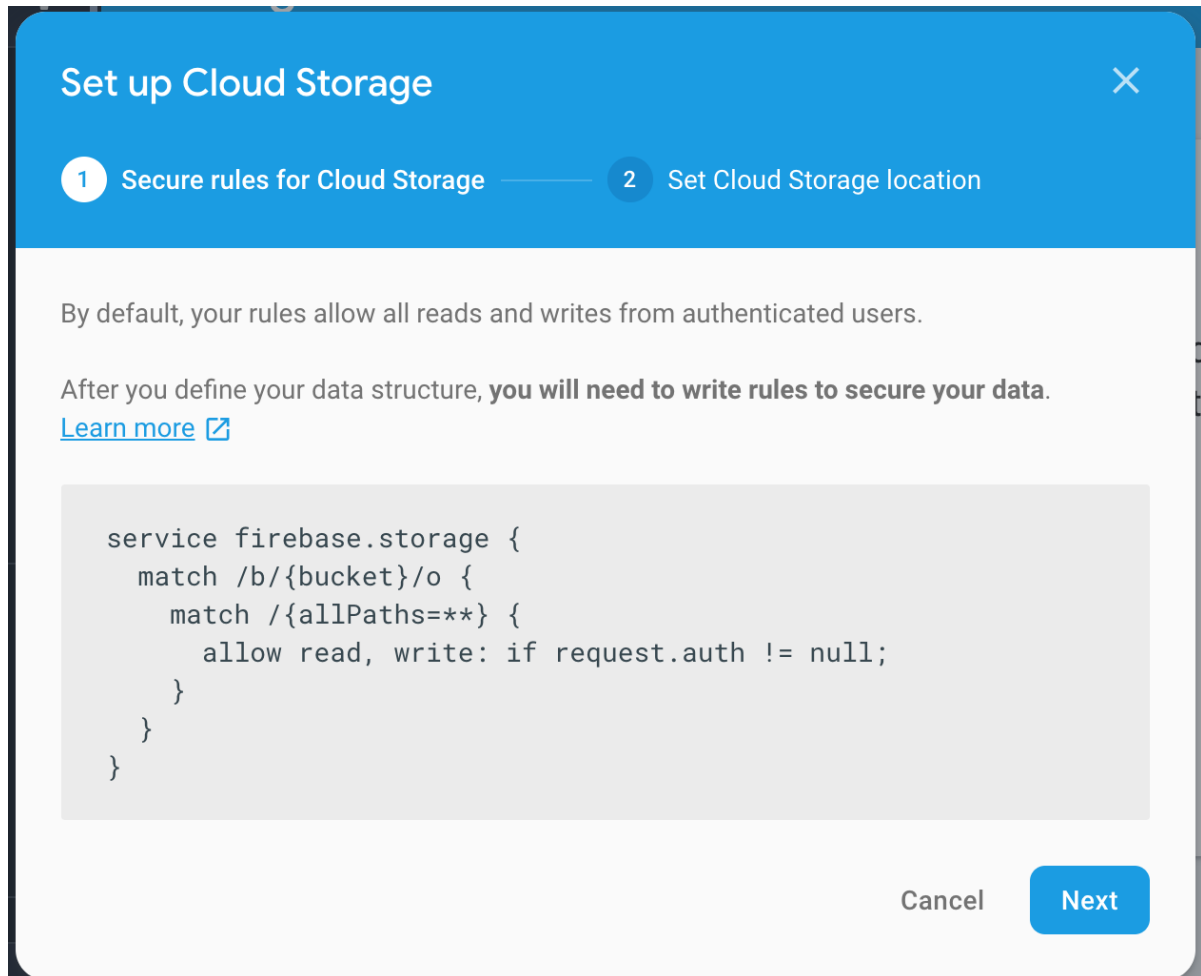 Set up Cloud Storage
1 Secure rules for Cloud Storage 2 Set Cloud Storage location
By default, your rules allow all reads and writes from authenticated users.
After you define your data structure, you will need to write rules to secure your data.
Learn more
service firebase.storage {
  match /b/{bucket}/o {
    match /{allPaths=**} {
      allow read, write: if request.auth != null;
    }
  }
}
Cancel Next